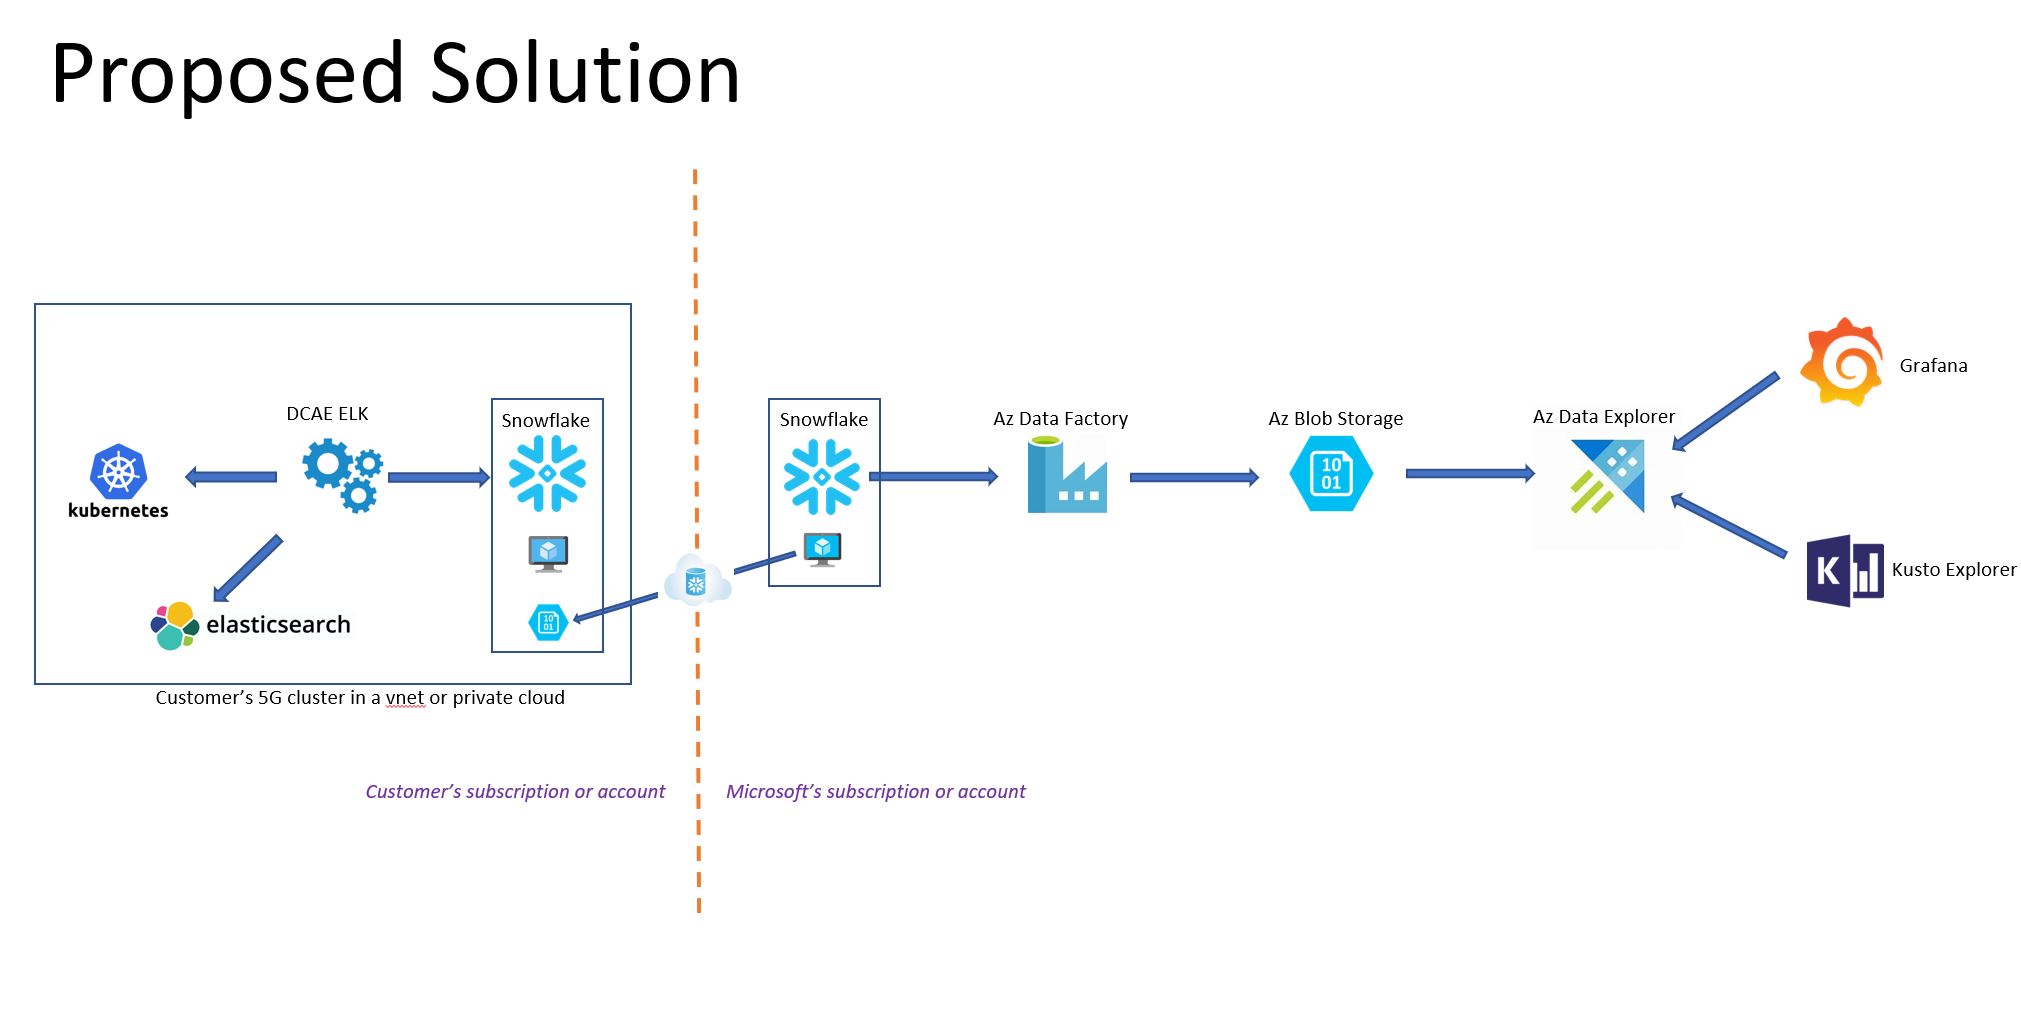 Proposed Solution
DCAE ELK
Snowflake
kubernetes
elasticsearch
10
01
Customer's 5G cluster in a vnet or private cloud
Snowflake
Az Data Factory
Az Blob Storage
10
01
Az Data Explorer
Grafana
K
Kusto Explorer
Customer's subscription or account
Microsoft's subscription or account